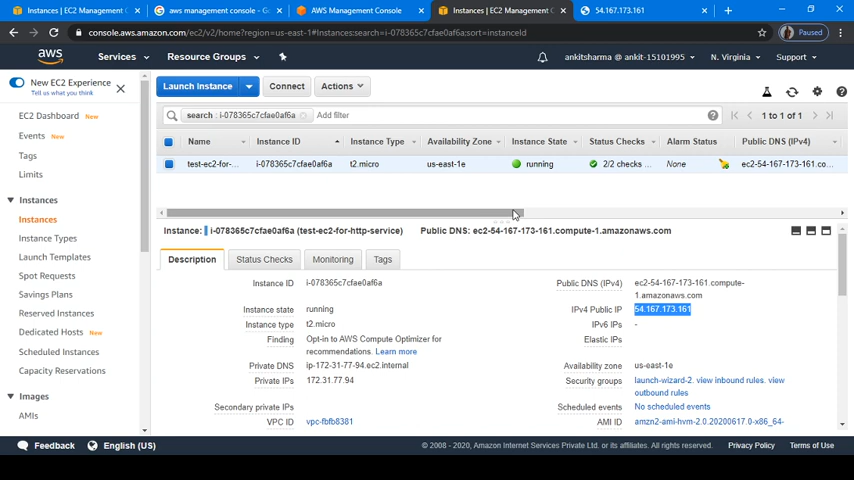 Instances | EC2 Management C
aws management console - G
AWS Management Console
Instances | EC2 Management C
54.167.173.161
console.aws.amazon.com/ec2/v2/home?region=us-east-1#Instances:search=i-078365c7cfae0af6a;sort=instanceId
Paused
aws
Services
Resource Groups
ankitsharma @ ankit-15101995
N. Virginia
Support
New EC2 Experience
Tell us what you think
EC2 Dashboard New
Events New
Tags
Limits
Instances
Instances
Instance Types
Launch Templates
Spot Requests
Savings Plans
Reserved Instances
Dedicated Hosts New
Scheduled Instances
Capacity Reservations
Images
AMIs
Launch Instance
Connect
Actions
search : i-078365c7cfae0af6a
Add filter
1 to 1 of 1
Name Instance ID Instance Type Availability Zone Instance State Status Checks Alarm Status Public DNS (IPv4)
test-ec2-for-... i-078365c7cfae0af6a t2.micro us-east-1e running 2/2 checks ... None ec2-54-167-173-161.co...
Instance: i-078365c7cfae0af6a (test-ec2-for-http-service) Public DNS: ec2-54-167-173-161.compute-1.amazonaws.com
Description Status Checks Monitoring Tags
Instance ID i-078365c7cfae0af6a
Instance state running
Instance type t2.micro
Finding Opt-in to AWS Compute Optimizer for
recommendations. Learn more
Private DNS ip-172-31-77-94.ec2.internal
Private IPs 172.31.77.94
Secondary private IPs
VPC ID vpc-fbfb8381
Public DNS (IPv4) ec2-54-167-173-161.compute-
1.amazonaws.com
IPv4 Public IP 54.167.173.161
IPv6 IPs -
Elastic IPs
Availability zone us-east-1e
Security groups launch-wizard-2. view inbound rules. view
outbound rules
Scheduled events No scheduled events
AMI ID amzn2-ami-hvm-2.0.20200617.0-x86_64-
Feedback
English (US)
© 2008 - 2020, Amazon Internet Services Private Ltd. or its affiliates. All rights reserved.
Privacy Policy
Terms of Use